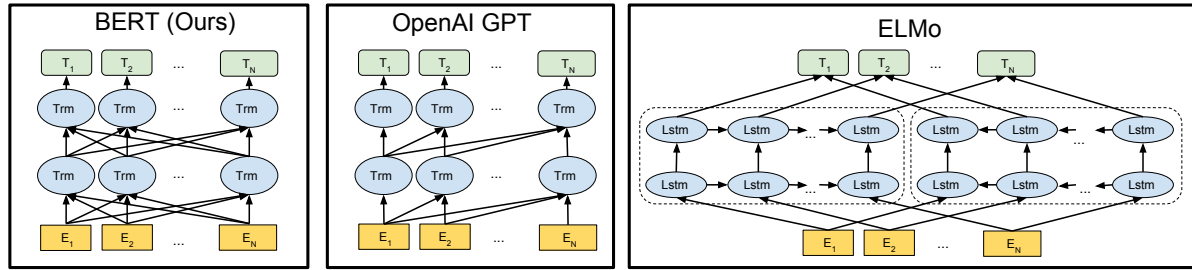 BERT (Ours)
T1 T2 ... TN
Trm Trm ... Trm
Trm Trm ... Trm
E1 E2 ... EN
OpenAI GPT
T1 T2 ... TN
Trm Trm ... Trm
Trm Trm ... Trm
E1 E2 ... EN
ELMo
T1 T2 ... TN
Lstm Lstm ... Lstm Lstm Lstm ... Lstm
Lstm Lstm ... Lstm Lstm Lstm ... Lstm
E1 E2 ... EN